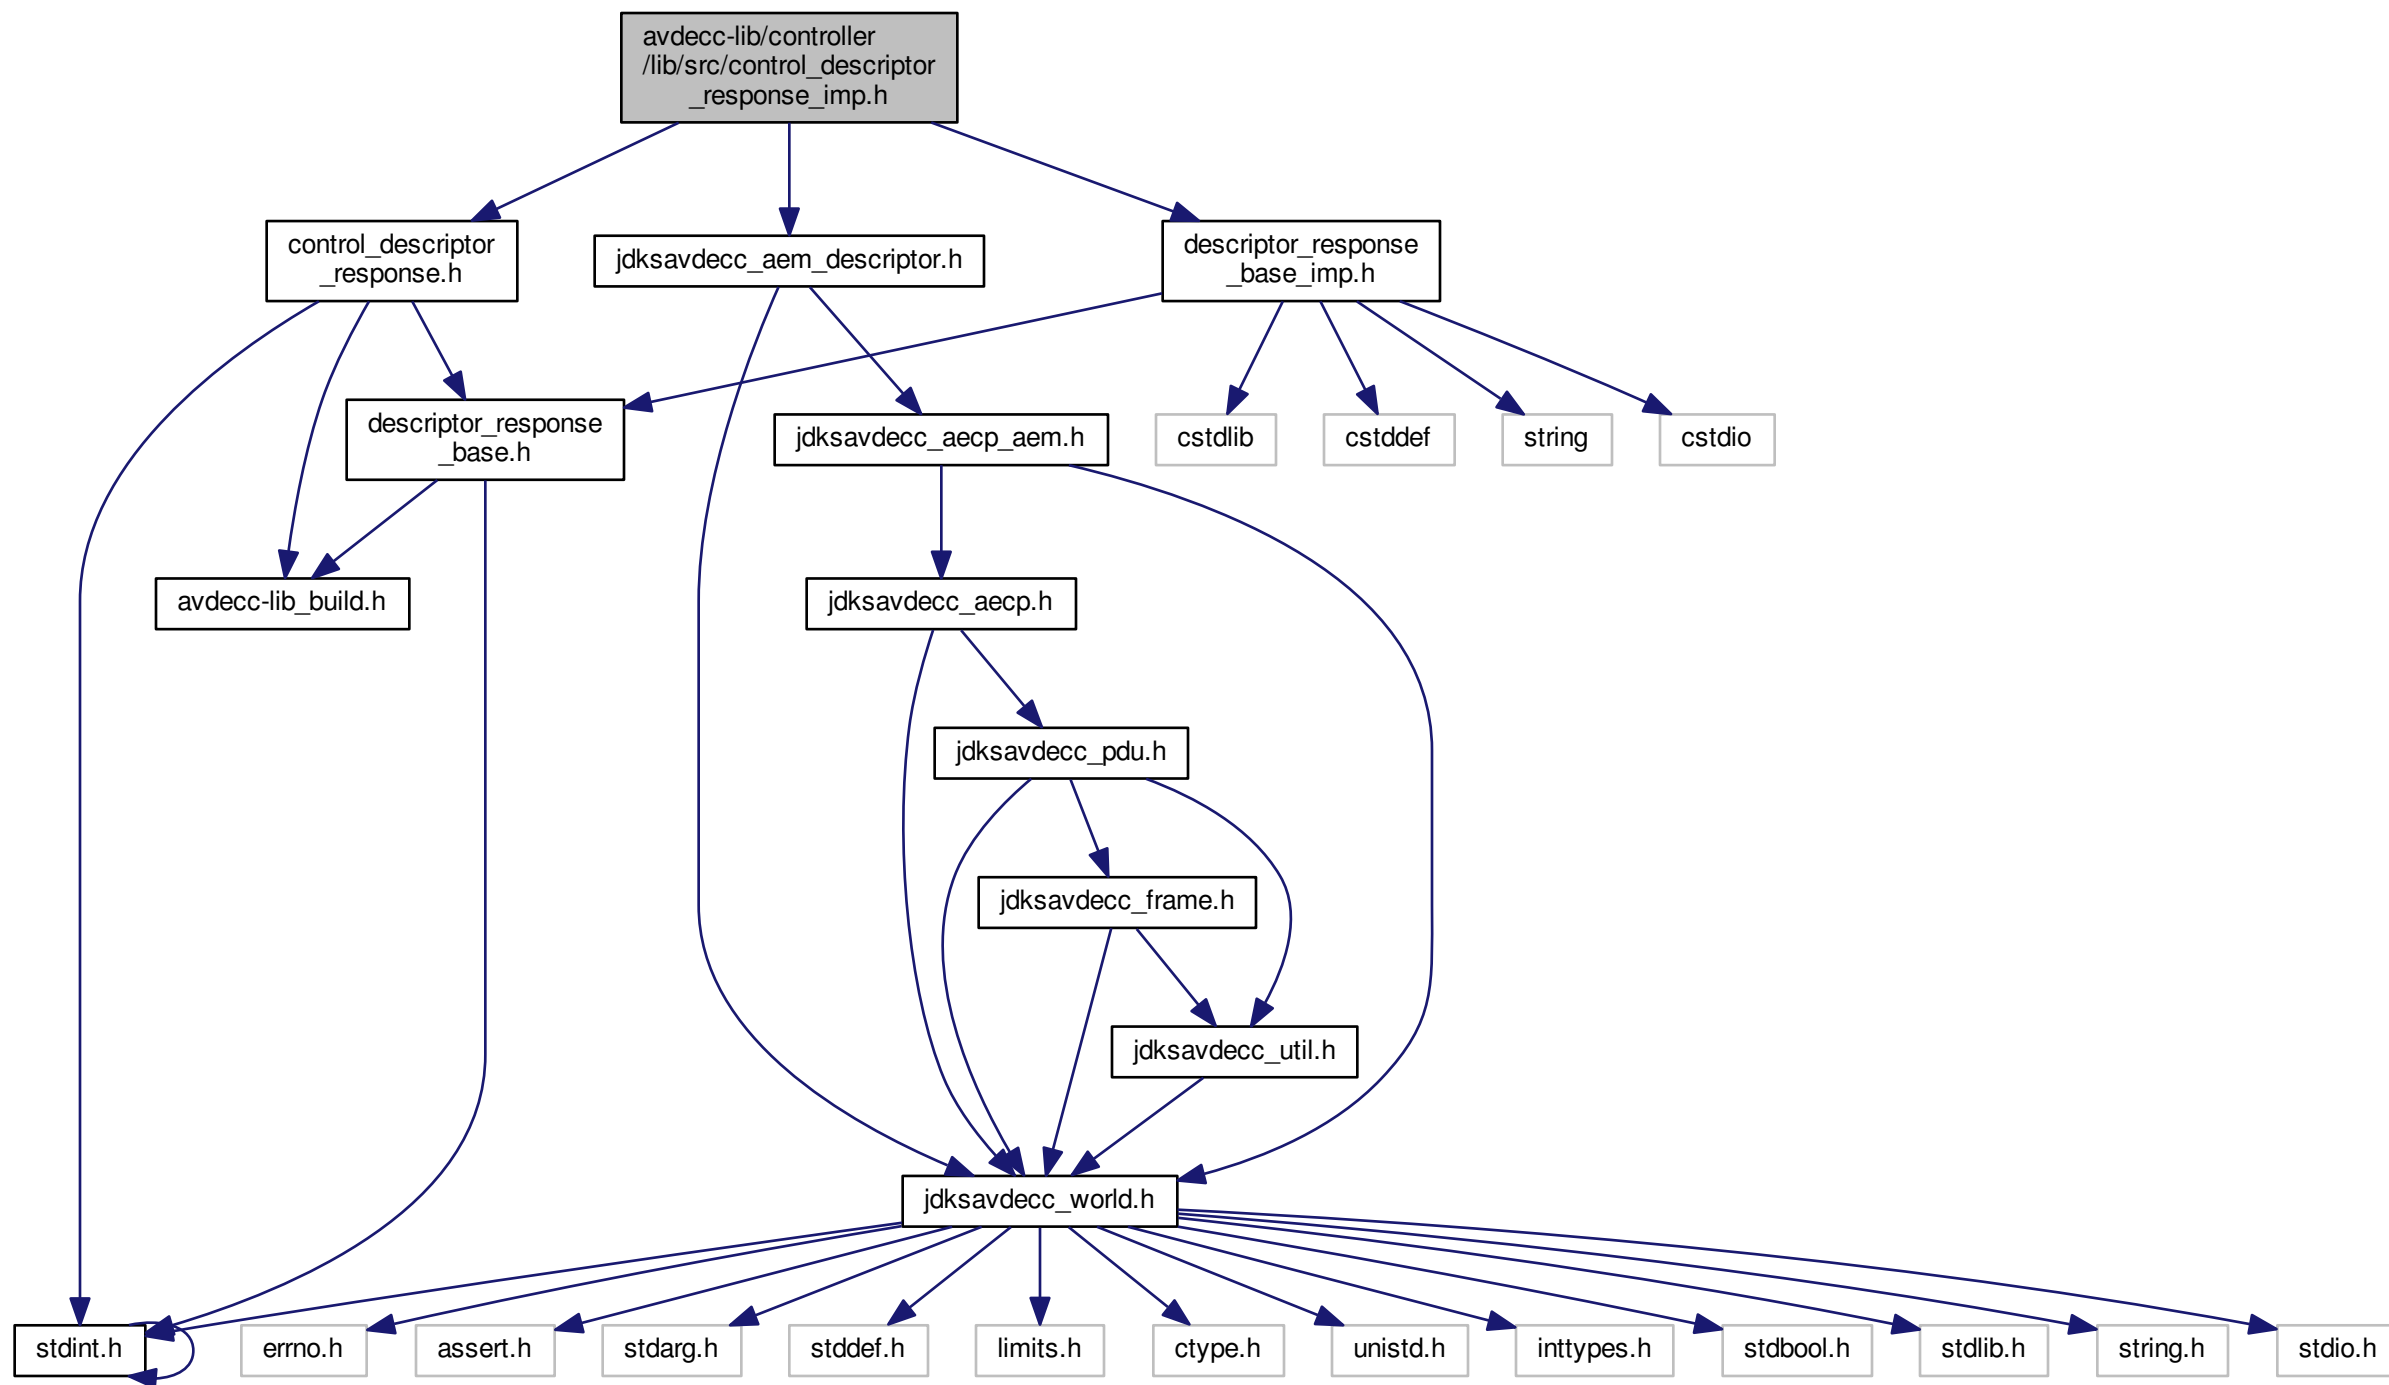 avdecc-lib/controller
/lib/src/control_descriptor
_response_imp.h
control_descriptor
_response.h
jdksavdecc_aem_descriptor.h
descriptor_response
_base_imp.h
descriptor_response
_base.h
jdksavdecc_aecp_aem.h
cstdlib
cstddef
string
cstdio
avdecc-lib_build.h
jdksavdecc_aecp.h
jdksavdecc_pdu.h
jdksavdecc_frame.h
jdksavdecc_util.h
jdksavdecc_world.h
stdint.h
errno.h
assert.h
stdarg.h
stddef.h
limits.h
ctype.h
unistd.h
inttypes.h
stdbool.h
stdlib.h
string.h
stdio.h